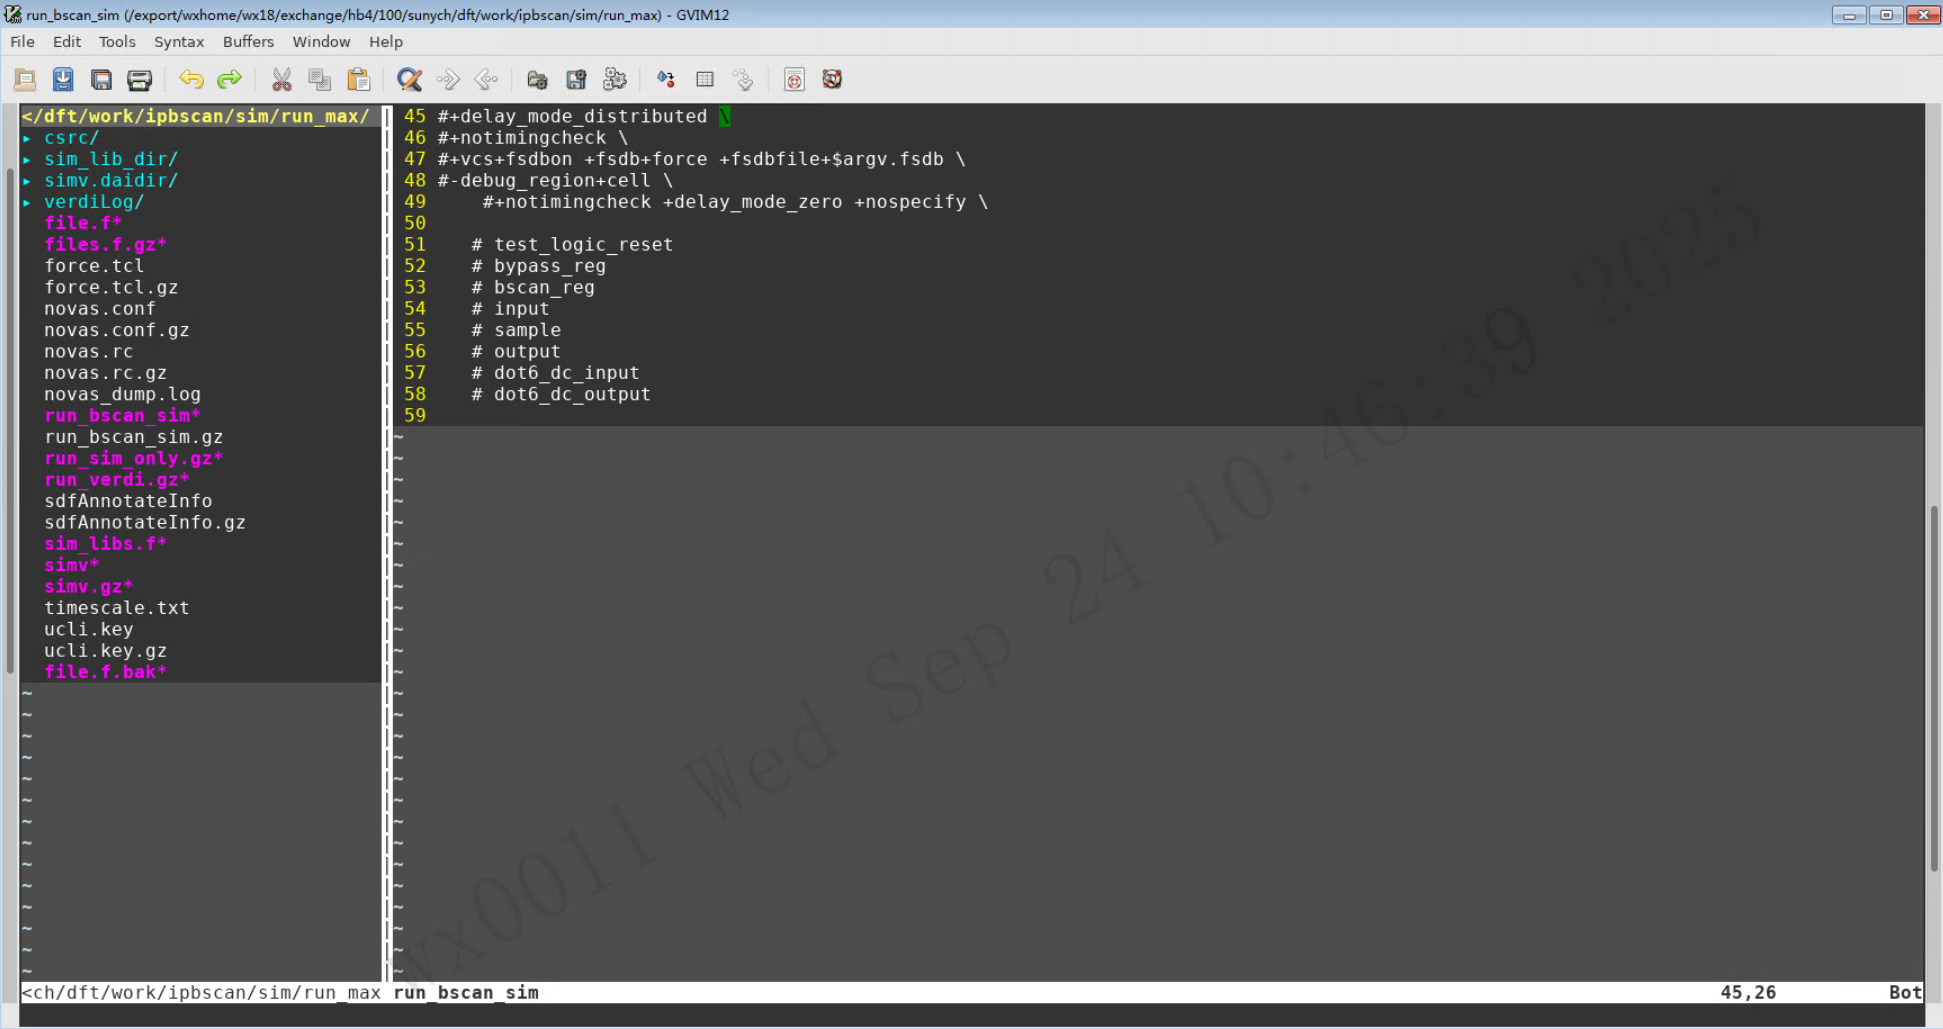 run_bscan_sim (/export/wxhome/wx18/exchange/hb4/100/sunych/dft/work/ipbscan/sim/run_max) - GVIM12
File Edit Tools Syntax Buffers Window Help
</dft/work/ipbscan/sim/run_max/
▸ csrc/
▸ sim_lib_dir/
▸ simv.daidir/
▸ verdiLog/
file.f*
files.f.gz*
force.tcl
force.tcl.gz
novas.conf
novas.conf.gz
novas.rc
novas.rc.gz
novas_dump.log
run_bscan_sim*
run_bscan_sim.gz
run_sim_only.gz*
run_verdi.gz*
sdfAnnotateInfo
sdfAnnotateInfo.gz
sim_libs.f*
simv*
simv.gz*
timescale.txt
ucli.key
ucli.key.gz
file.f.bak*
45 #+delay_mode_distributed \
46 #+notimingcheck \
47 #+vcs+fsdbon +fsdb+force +fsdbfile+$argv.fsdb \
48 #-debug_region+cell \
49     #+notimingcheck +delay_mode_zero +nospecify \
50
51    # test_logic_reset
52    # bypass_reg
53    # bscan_reg
54    # input
55    # sample
56    # output
57    # dot6_dc_input
58    # dot6_dc_output
59
wx0011 Wed Sep 24 10:46:39 2025
<ch/dft/work/ipbscan/sim/run_max run_bscan_sim 45,26 Bot